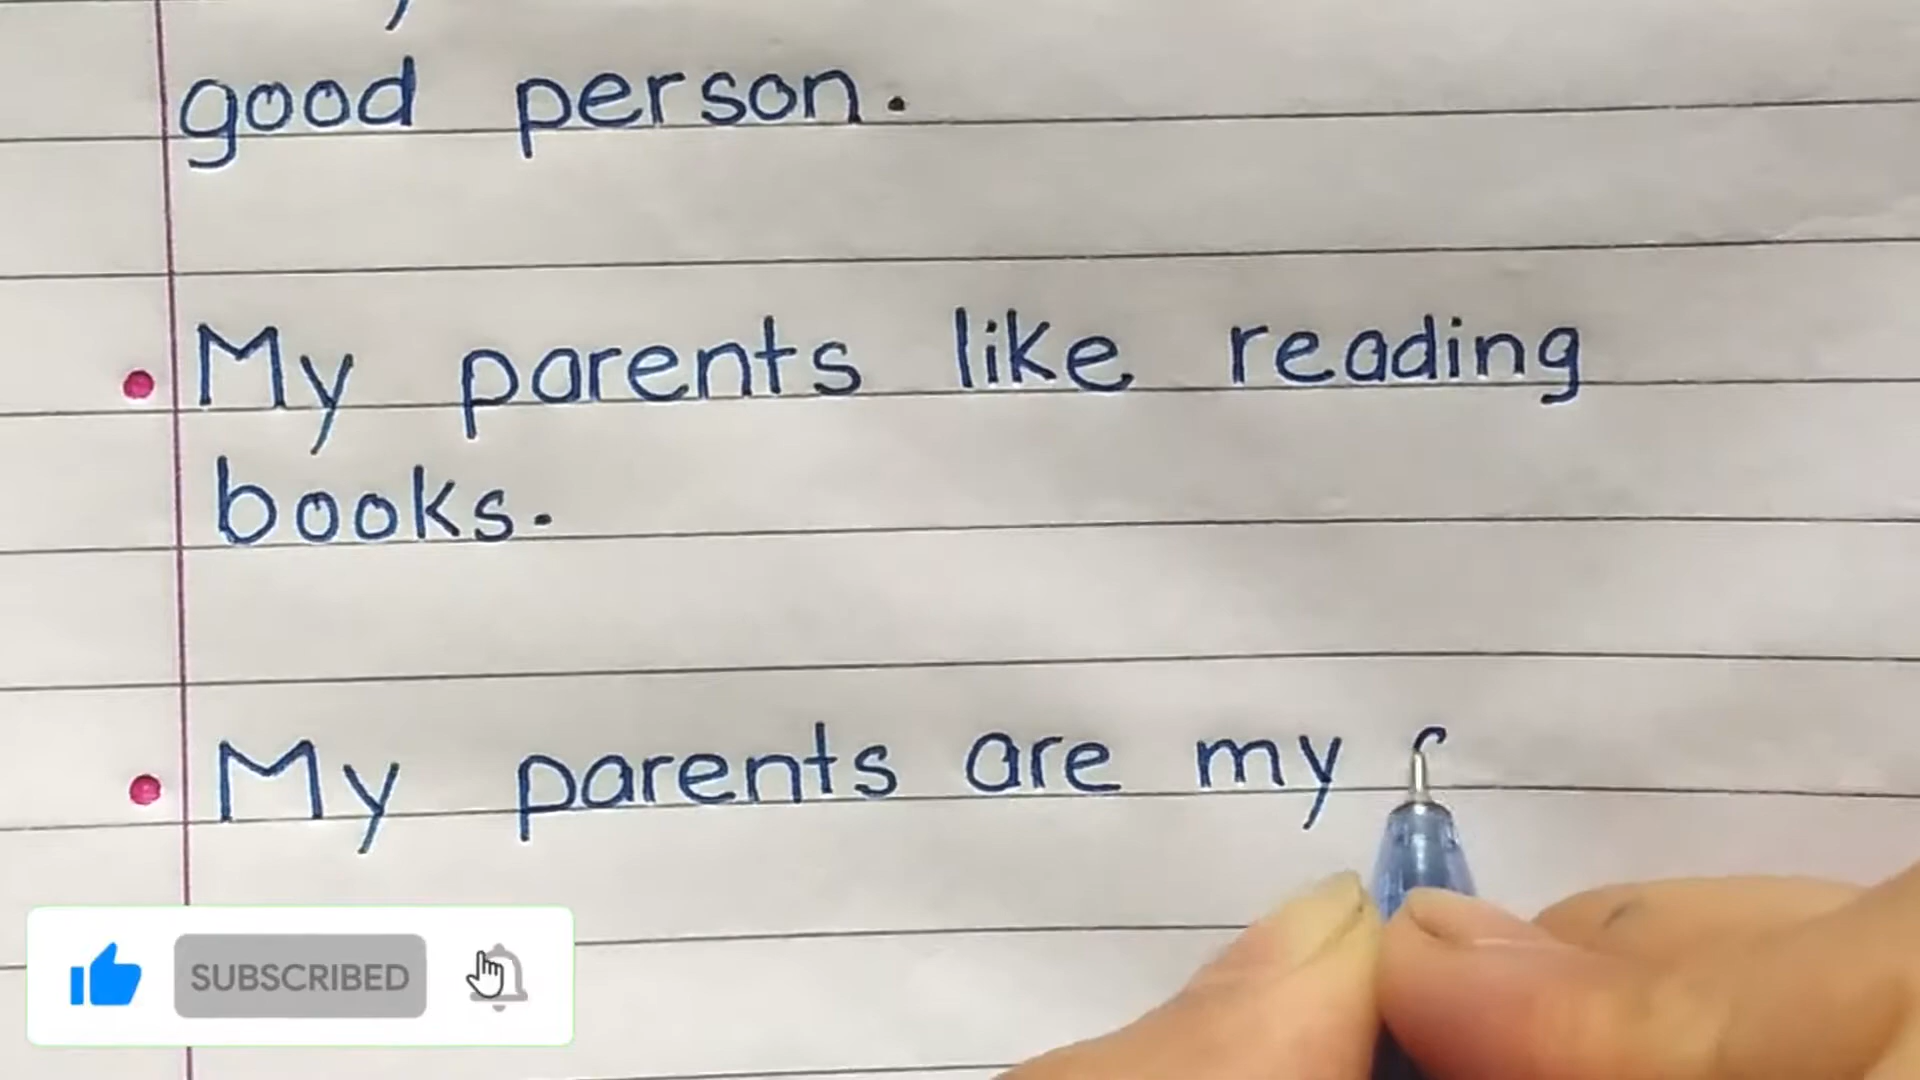 good person.
My parents like reading
books.
My parents are my
SUBSCRIBED